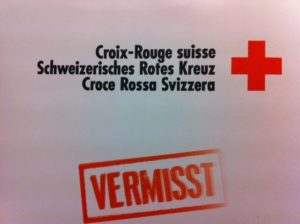 Croix-Rouge suisse
Schweizerisches Rotes Kreuz
Croce Rossa Svizzera
VERMISST